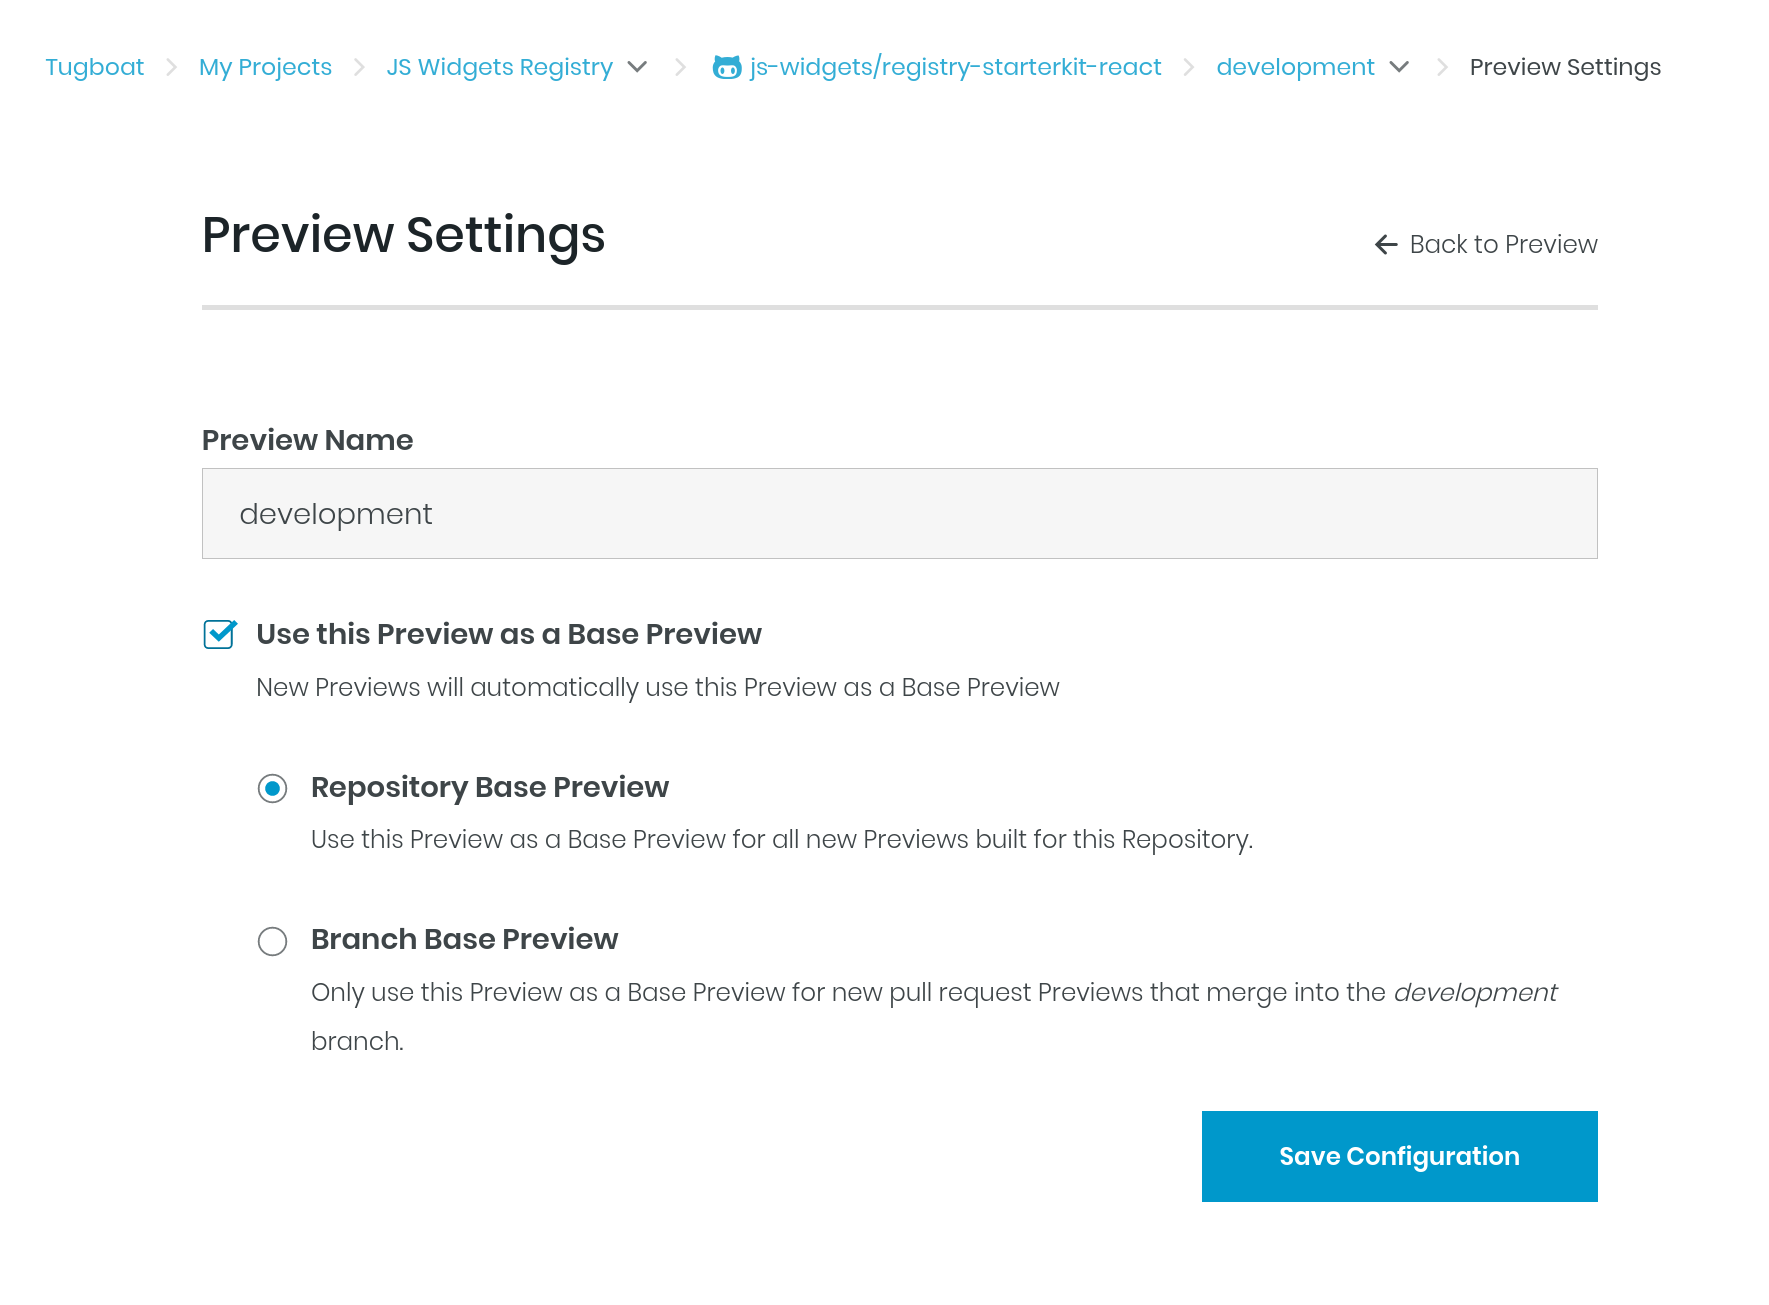 Tugboat My Projects JS Widgets Registry js-widgets/registry-starterkit-react development Preview Settings
Preview Settings
Back to Preview
Preview Name
development
Use this Preview as a Base Preview
New Previews will automatically use this Preview as a Base Preview
Repository Base Preview
Use this Preview as a Base Preview for all new Previews built for this Repository.
Branch Base Preview
Only use this Preview as a Base Preview for new pull request Previews that merge into the development
branch.
Save Configuration